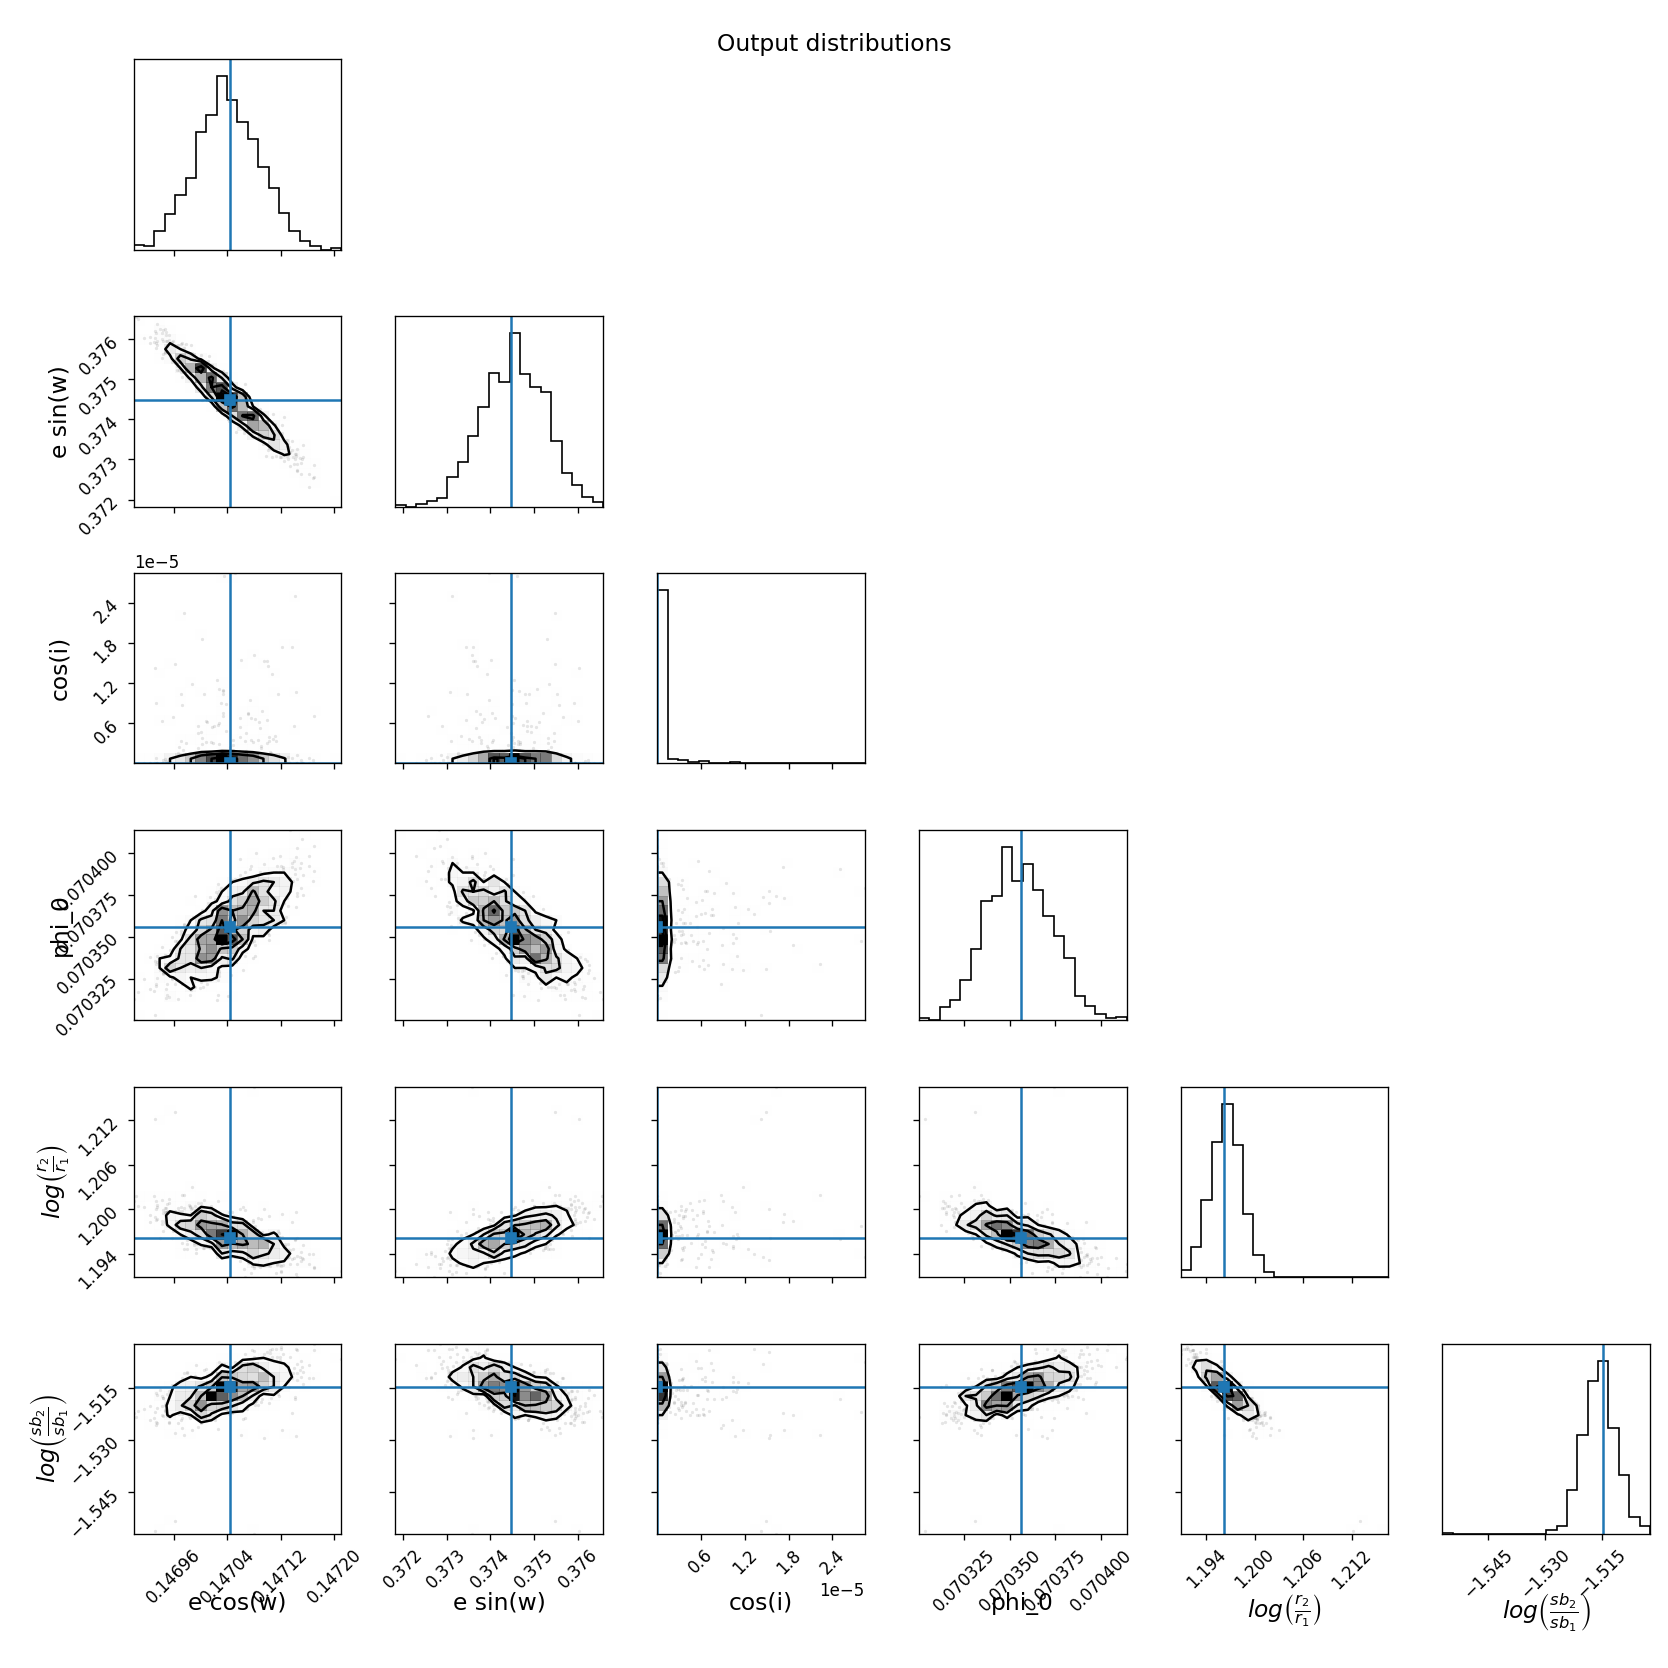 Output distributions
e sin(w)
0.376
0.375
0.374
0.373
0.372
1e−5
cos(i)
2.4
1.8
1.2
0.6
phi_0
0.070400
0.070375
0.070350
0.070325
log(r2/r1)
1.212
1.206
1.200
1.194
log(sb2/sb1)
−1.515
−1.530
−1.545
0.14696 0.14704 0.14712 0.14720
0.372 0.373 0.374 0.375 0.376
0.6 1.2 1.8 2.4
1e−5
0.070325 0.070350 0.070375 0.070400
1.194 1.200 1.206 1.212
−1.545 −1.530 −1.515
e cos(w) e sin(w) cos(i) phi_0 log(r2/r1) log(sb2/sb1)